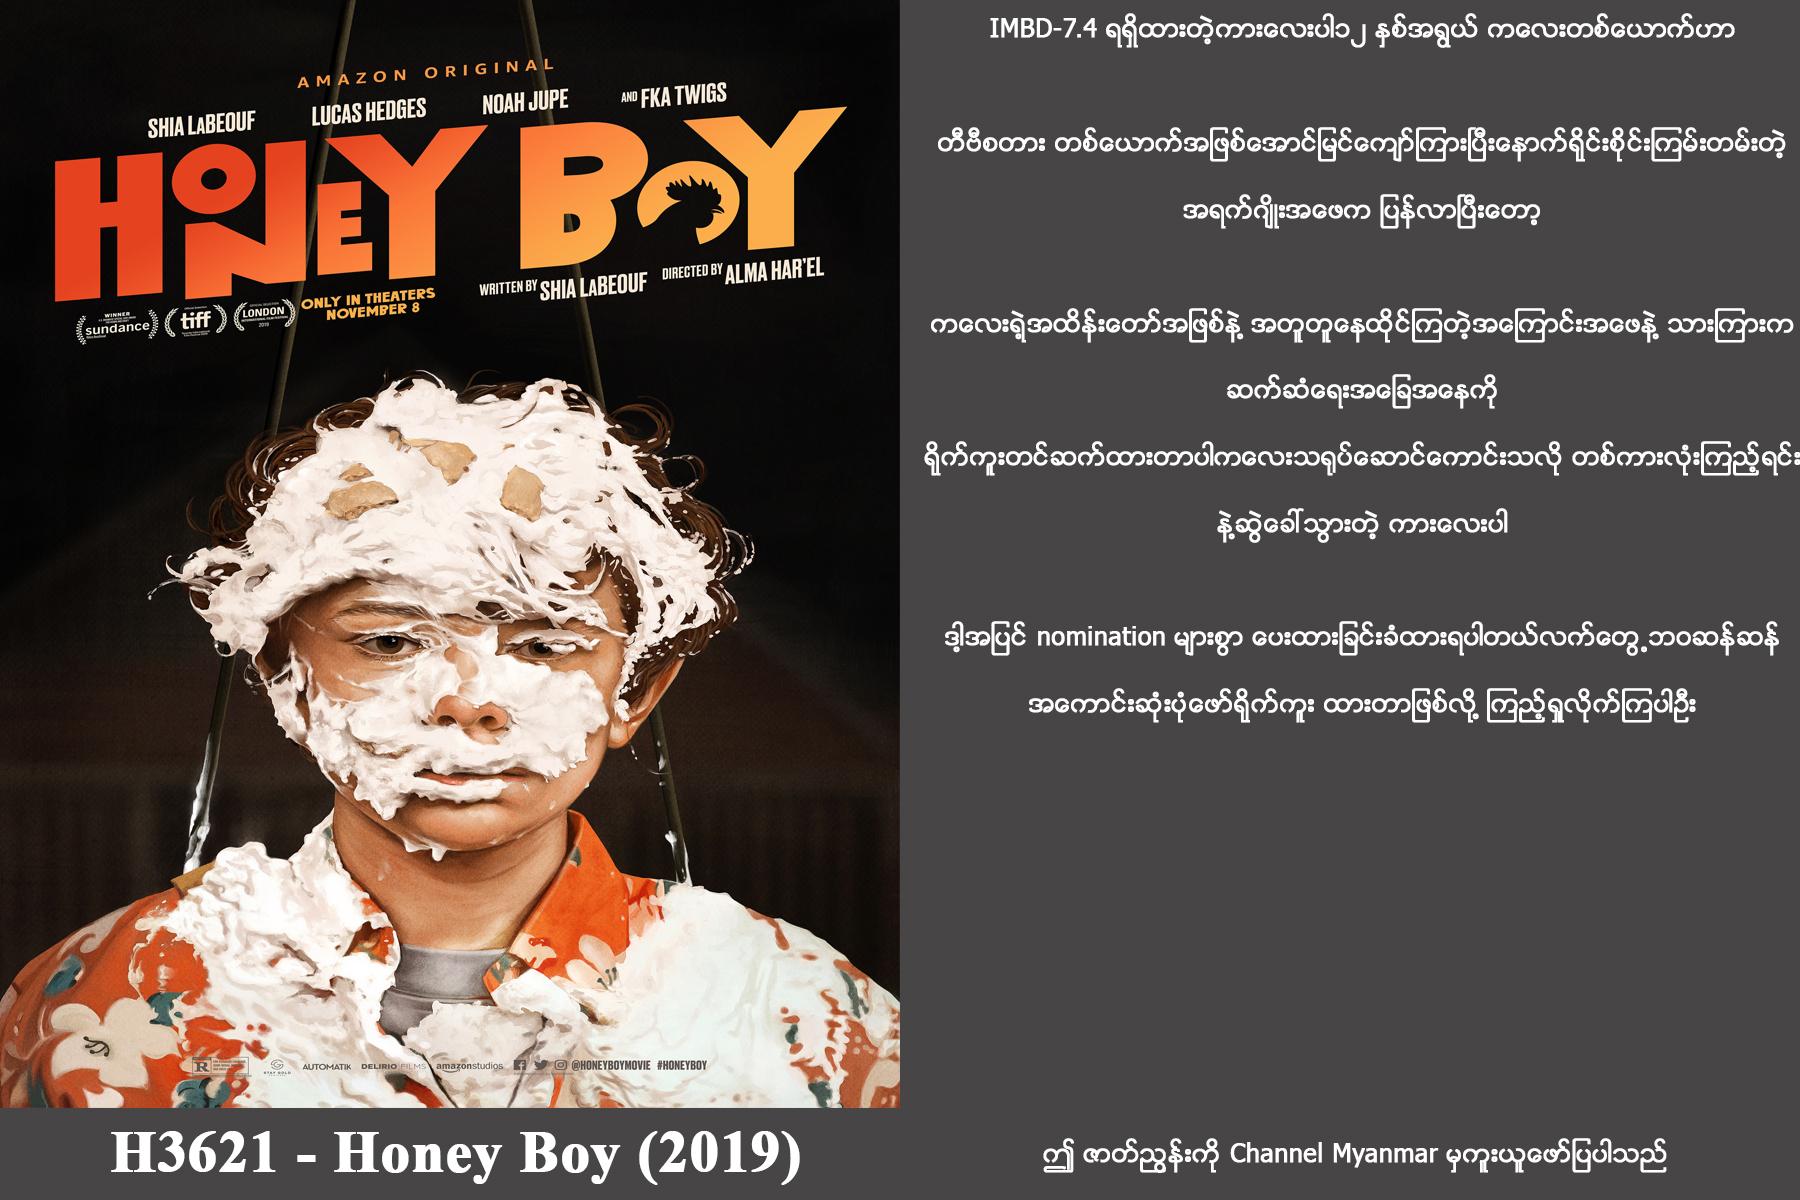 AMAZON ORIGINAL
SHIA LaBEOUF LUCAS HEDGES NOAH JUPE AND FKA TWIGS
HONEY BOY
WRITTEN BY SHIA LaBEOUF DIRECTED BY ALMA HAR'EL
ONLY IN THEATERS
NOVEMBER 8
WINNER
sundance
tiff
OFFICIAL SELECTION
LONDON
2019
R
STAY GOLD
AUTOMATIK DELIRIO FILMS amazonstudios @HONEYBOYMOVIE #HONEYBOY
H3621 - Honey Boy (2019)
IMBD-7.4 ရရှိထားတဲ့ကားလေးပါ၁၂ နှစ်အရွယ် ကလေးတစ်ယောက်ဟာ
တီဗီစတား တစ်ယောက်အဖြစ်အောင်မြင်ကျော်ကြားပြီးနောက်ရိုင်းစိုင်းကြမ်းတမ်းတဲ့
အရက်ဂျိုးအဖေက ပြန်လာပြီးတော့
ကလေးရဲ့အထိန်းတော်အဖြစ်နဲ့ အတူတူနေထိုင်ကြတဲ့အကြောင်းအဖေနဲ့ သားကြားက
ဆက်ဆံရေးအခြေအနေကို
ရိုက်ကူးတင်ဆက်ထားတာပါကလေးသရုပ်ဆောင်ကောင်းသလို တစ်ကားလုံးကြည့်ရင်း
နဲ့ဆွဲခေါ်သွားတဲ့ ကားလေးပါ
ဒါ့အပြင် nomination များစွာ ပေးထားခြင်းခံထားရပါတယ်လက်တွေ့ဘဝဆန်ဆန်
အကောင်းဆုံးပုံဖော်ရိုက်ကူး ထားတာဖြစ်လို့ ကြည့်ရှုလိုက်ကြပါဦး
ဤ ဇာတ်ညွှန်းကို Channel Myanmar မှကူးယူဖော်ပြပါသည်